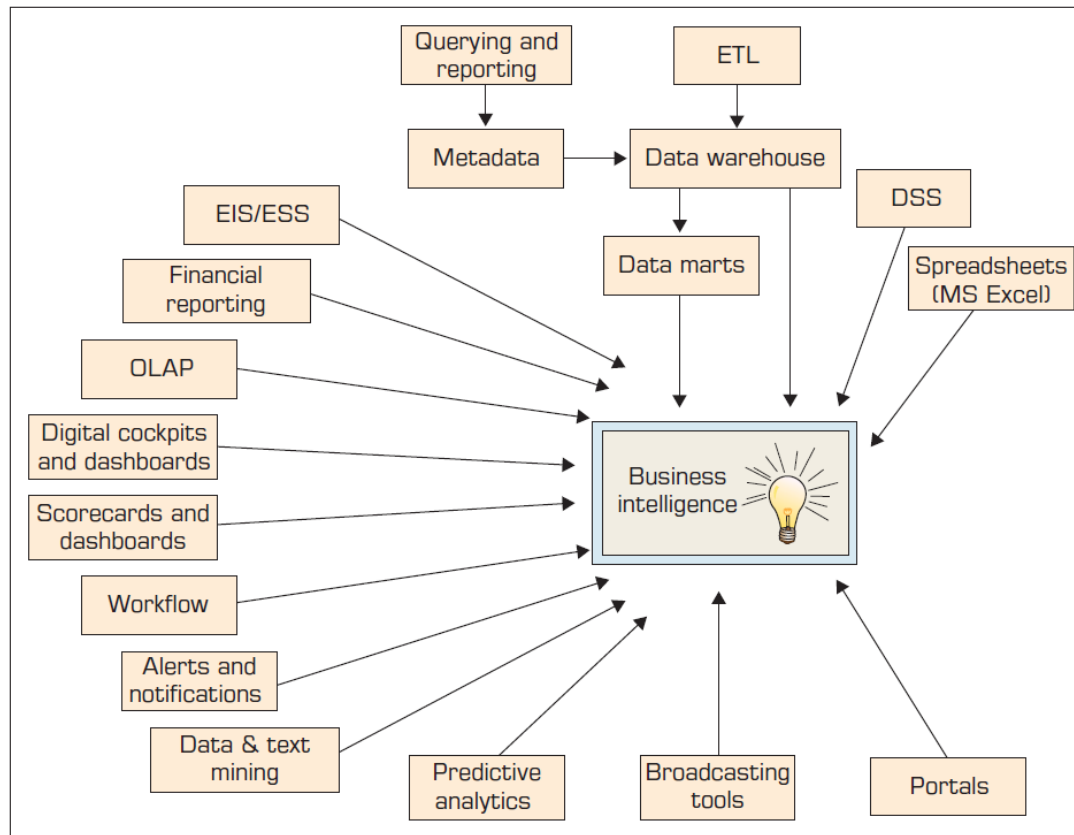 Querying and
reporting
ETL
Metadata
Data warehouse
EIS/ESS
DSS
Data marts
Financial
reporting
Spreadsheets
(MS Excel)
OLAP
Digital cockpits
and dashboards
Business
intelligence
Scorecards and
dashboards
Workflow
Alerts and
notifications
Data & text
mining
Predictive
analytics
Broadcasting
tools
Portals